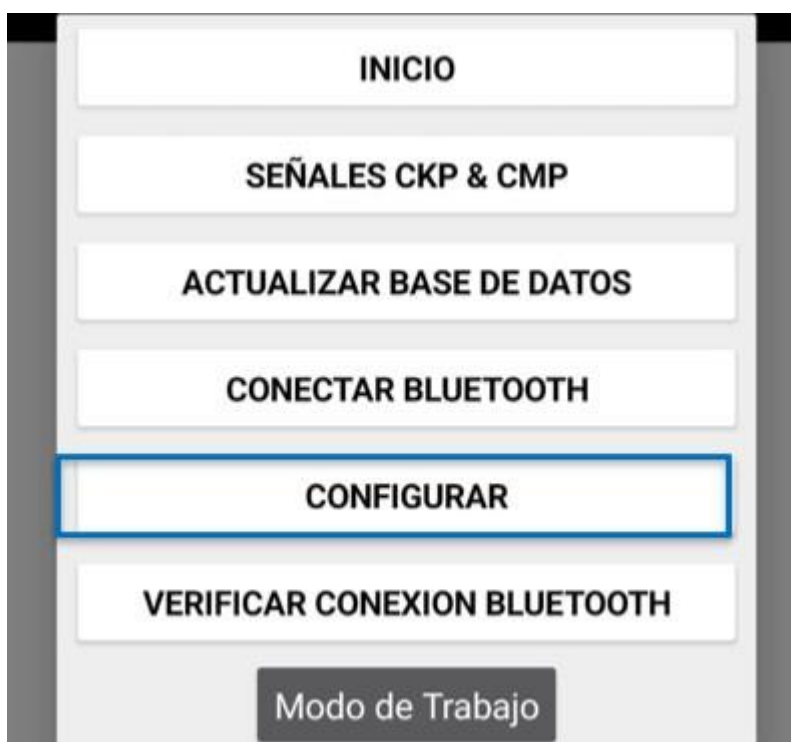 INICIO
SEÑALES CKP & CMP
ACTUALIZAR BASE DE DATOS
CONECTAR BLUETOOTH
CONFIGURAR
VERIFICAR CONEXION BLUETOOTH
Modo de Trabajo